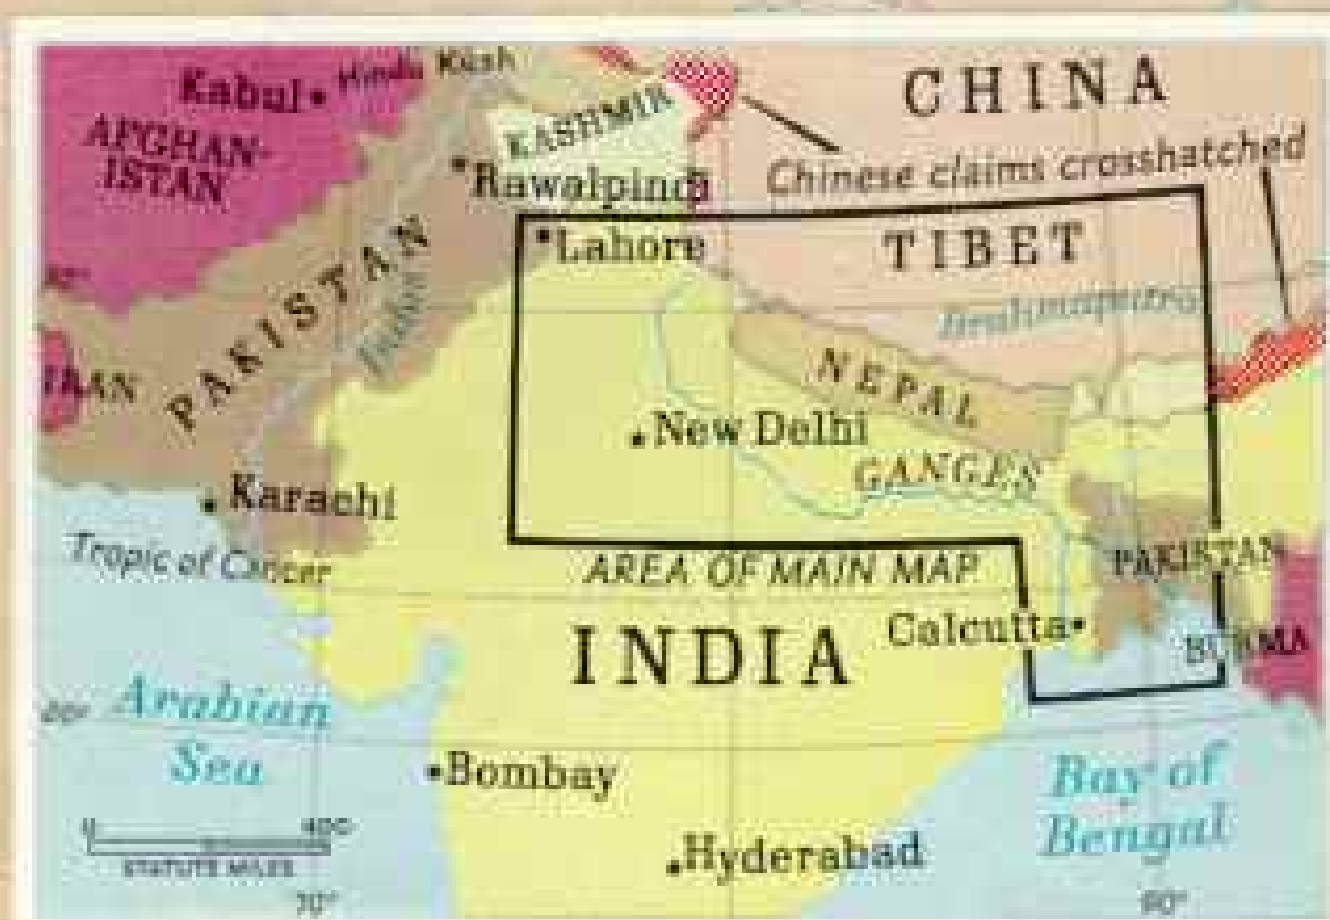 CHINA
Kabul
Hindu Kush
AFGHAN-
ISTAN
KASHMIR
Chinese claims crosshatched
Rawalpindi
TIBET
Lahore
PAKISTAN
Indus
Brahmaputra
IRAN
NEPAL
New Delhi
GANGES
Karachi
Tropic of Cancer
AREA OF MAIN MAP
PAKISTAN
INDIA
Calcutta
BURMA
20°
Arabian
Sea
Bombay
Bay of
Bengal
0 400
STATUTE MILES
Hyderabad
70°
90°